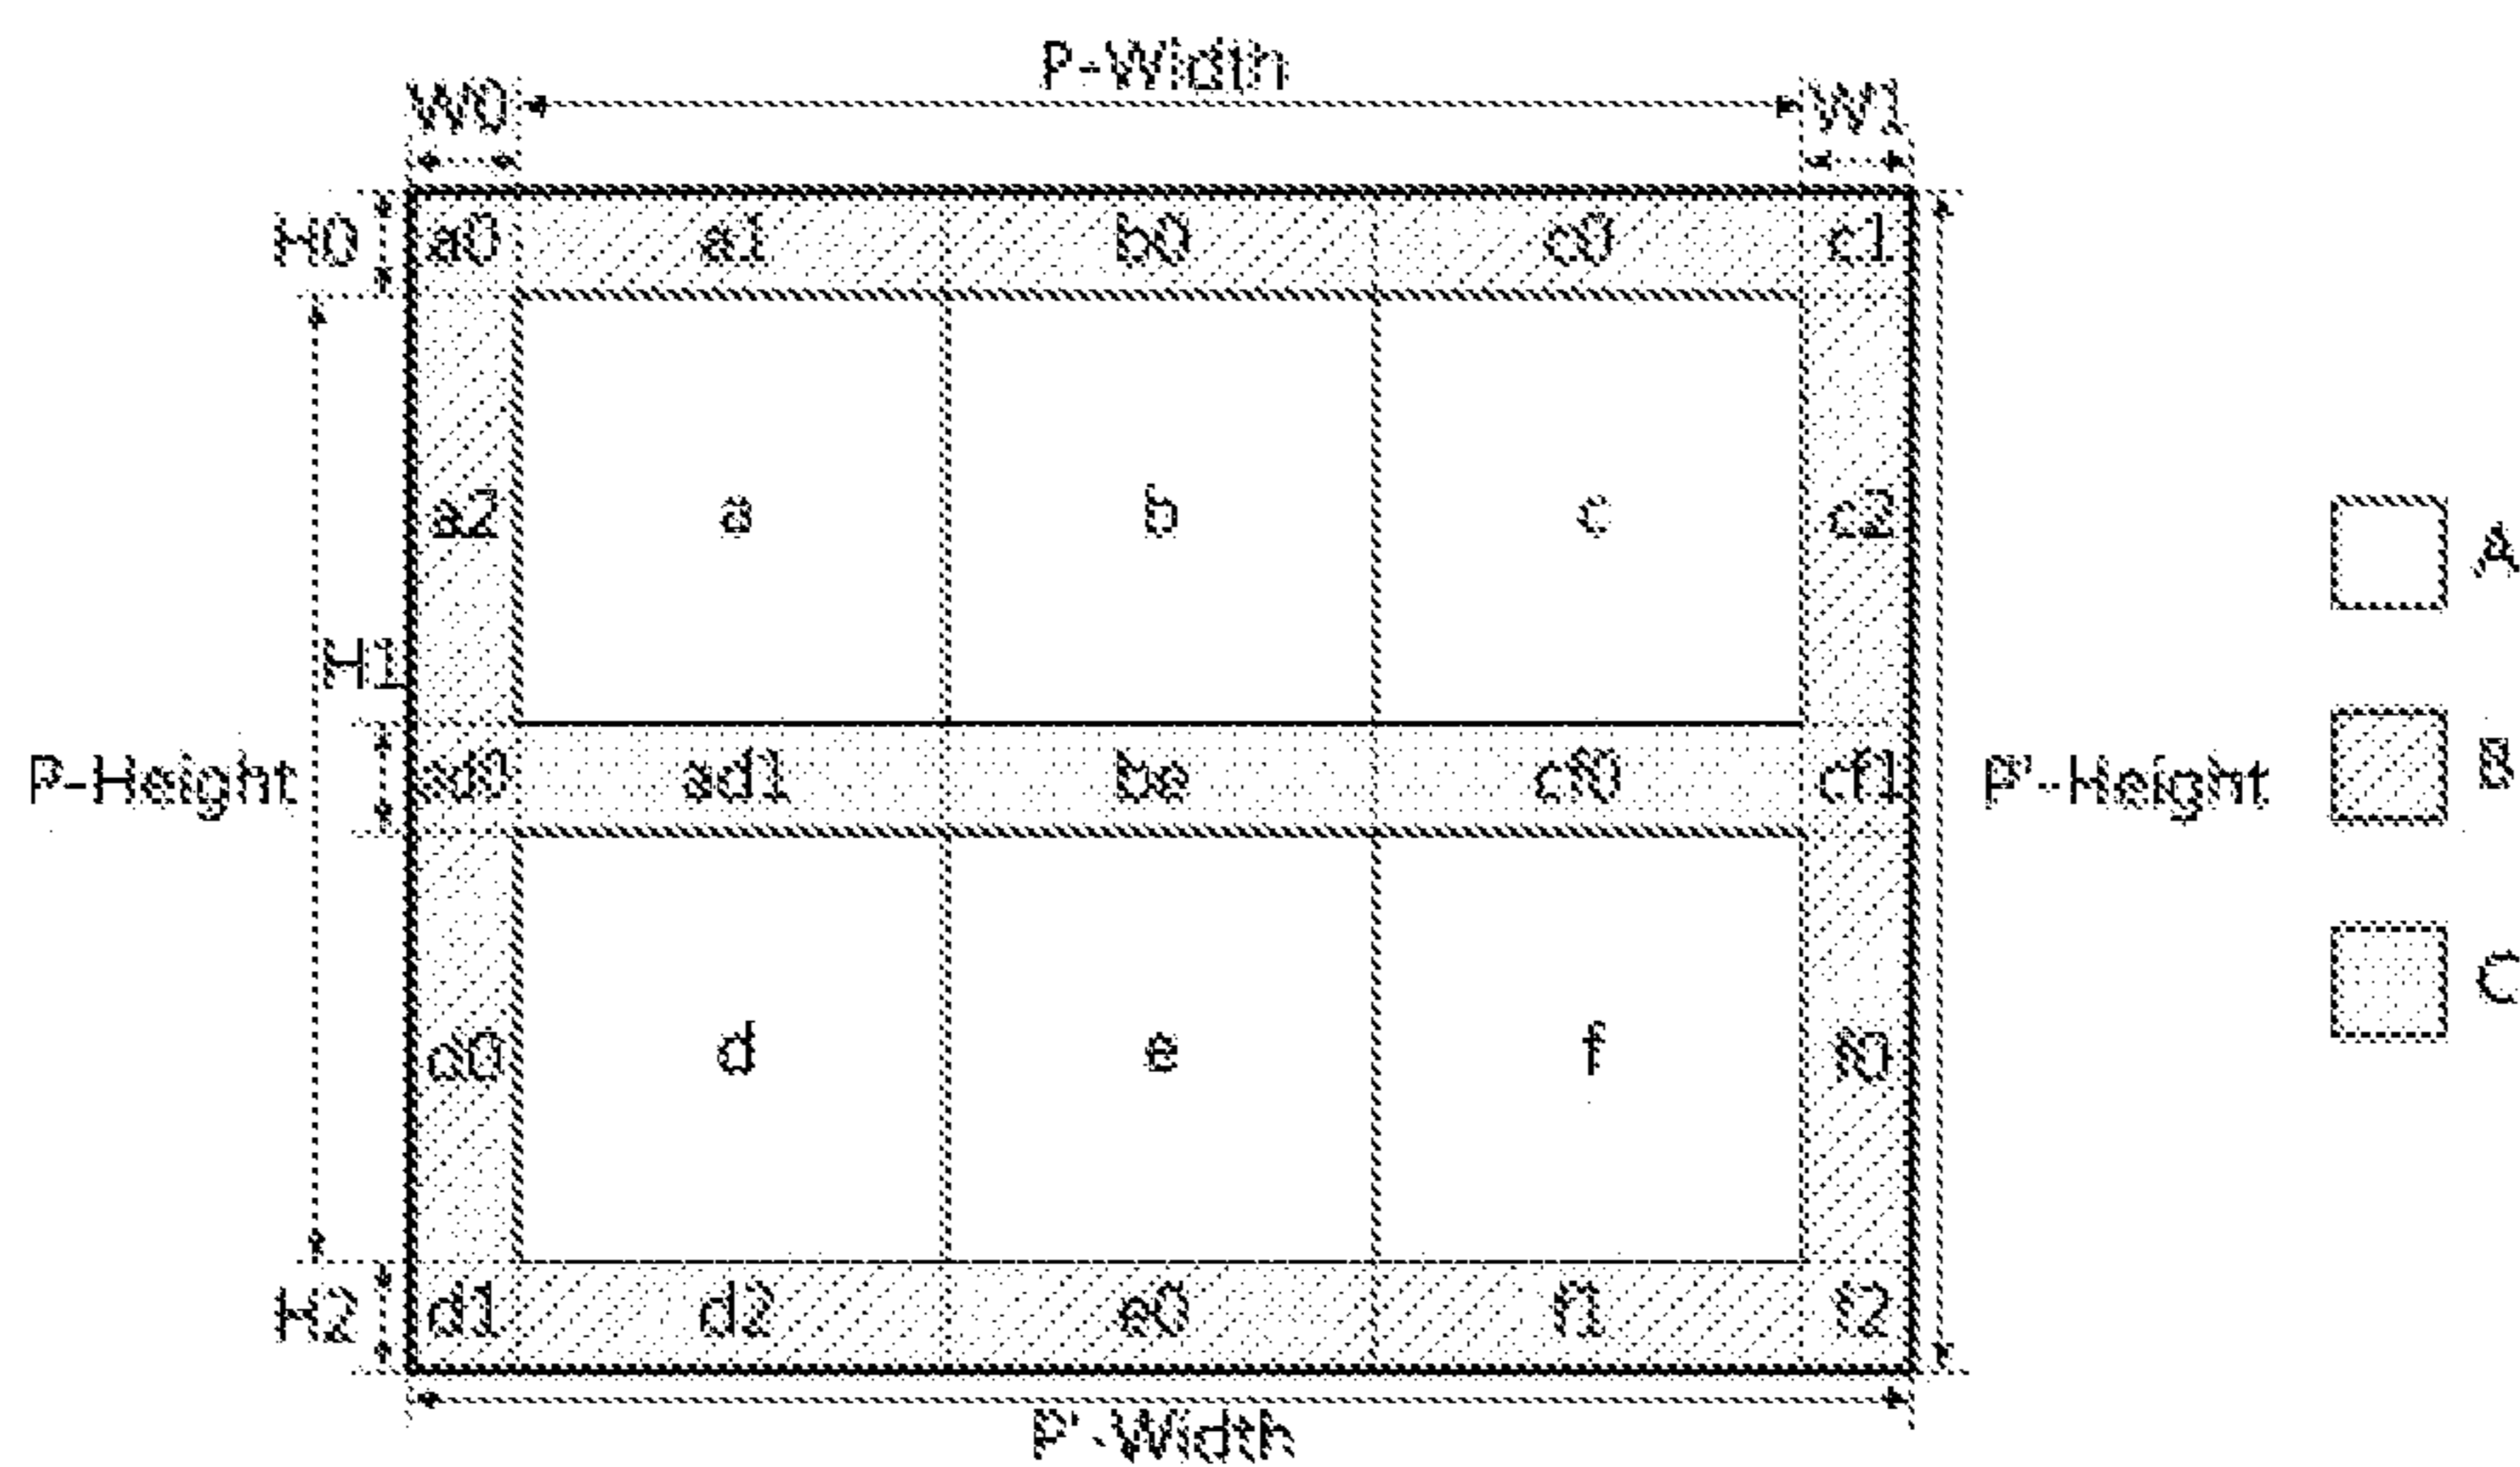 P-Width
W0 W1
H0 a0 a1 b0 c0 c1
a2 a b c c2 A
H1
P-Height ad0 ad1 be cf0 cf1 P'-Height B
C
d0 d e f f0
H2 d1 d2 e0 f1 f2
P'-Width